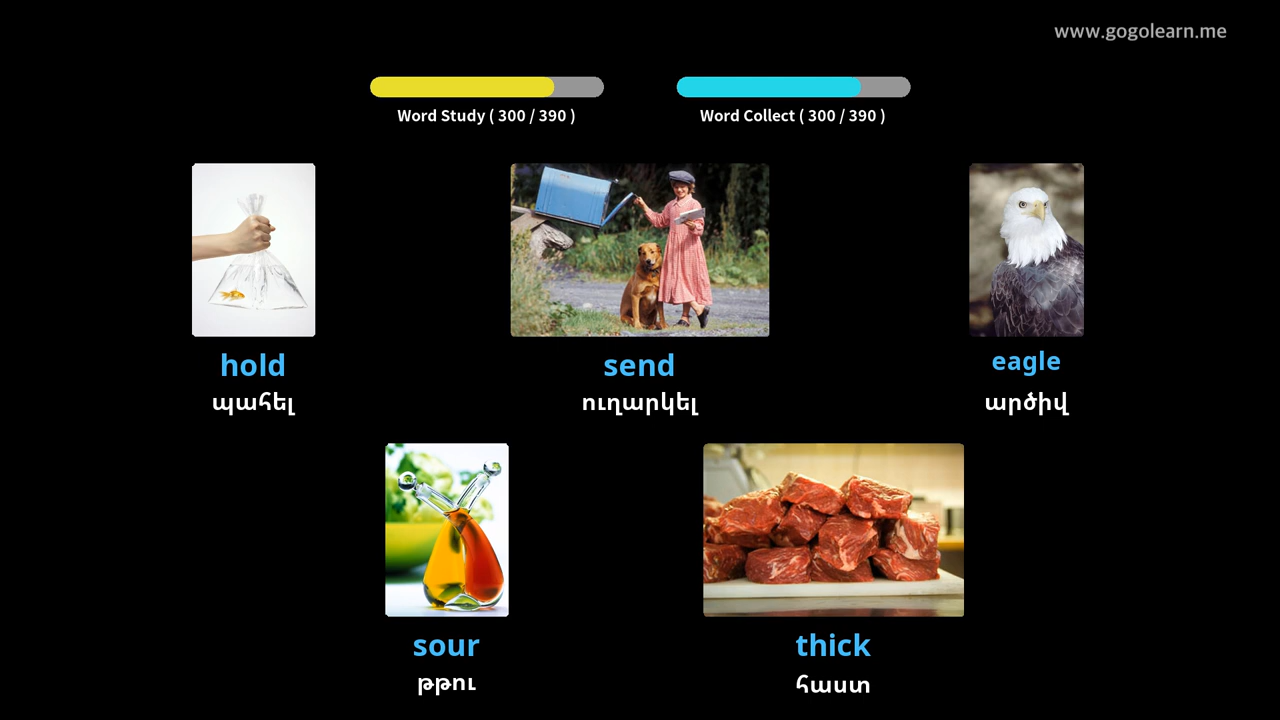 www.gogolearn.me
Word Study ( 300 / 390 )
Word Collect ( 300 / 390 )
hold
պահել
send
ուղարկել
eagle
արծիվ
sour
թթու
thick
հաստ